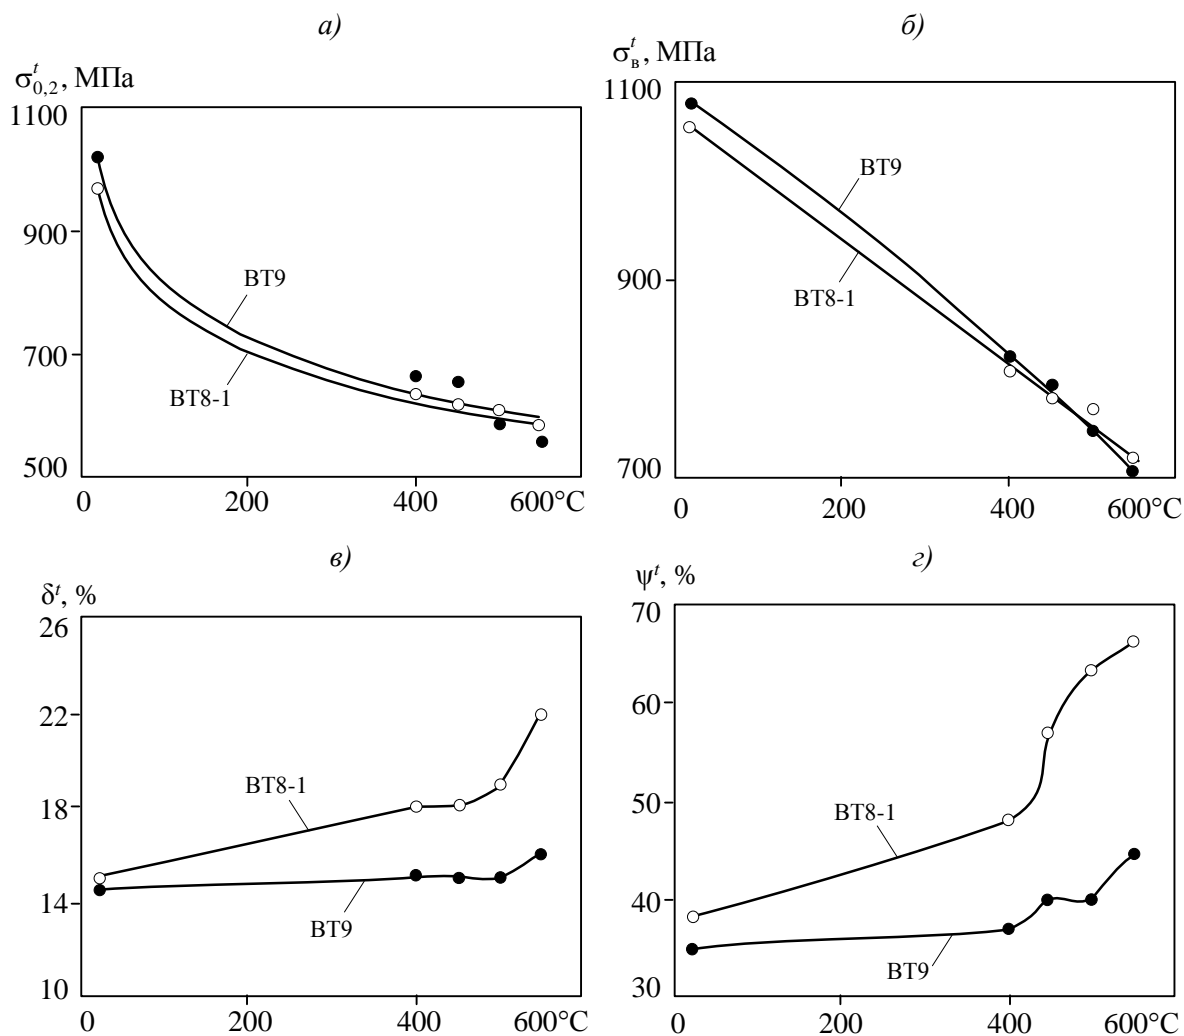 а)
σ^t_0,2, МПа
1100
900
700
500
0
200
400
600°С
ВТ9
ВТ8-1
б)
σ^t_в, МПа
1100
900
700
0
200
400
600°С
ВТ9
ВТ8-1
в)
δ^t, %
26
22
18
14
10
0
200
400
600°С
ВТ8-1
ВТ9
г)
ψ^t, %
70
60
50
40
30
0
200
400
600°С
ВТ8-1
ВТ9